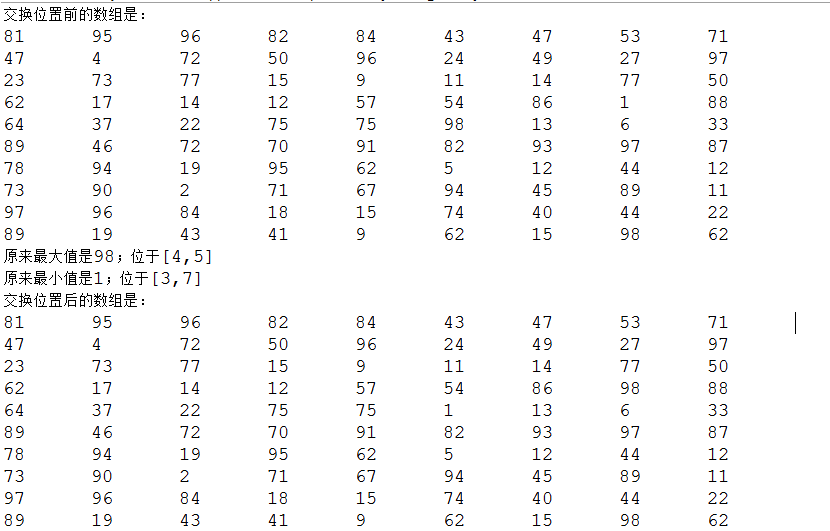 交换位置前的数组是：
81 95 96 82 84 43 47 53 71
47 4 72 50 96 24 49 27 97
23 73 77 15 9 11 14 77 50
62 17 14 12 57 54 86 1 88
64 37 22 75 75 98 13 6 33
89 46 72 70 91 82 93 97 87
78 94 19 95 62 5 12 44 12
73 90 2 71 67 94 45 89 11
97 96 84 18 15 74 40 44 22
89 19 43 41 9 62 15 98 62
原来最大值是98；位于[4,5]
原来最小值是1；位于[3,7]
交换位置后的数组是：
81 95 96 82 84 43 47 53 71
47 4 72 50 96 24 49 27 97
23 73 77 15 9 11 14 77 50
62 17 14 12 57 54 86 98 88
64 37 22 75 75 1 13 6 33
89 46 72 70 91 82 93 97 87
78 94 19 95 62 5 12 44 12
73 90 2 71 67 94 45 89 11
97 96 84 18 15 74 40 44 22
89 19 43 41 9 62 15 98 62